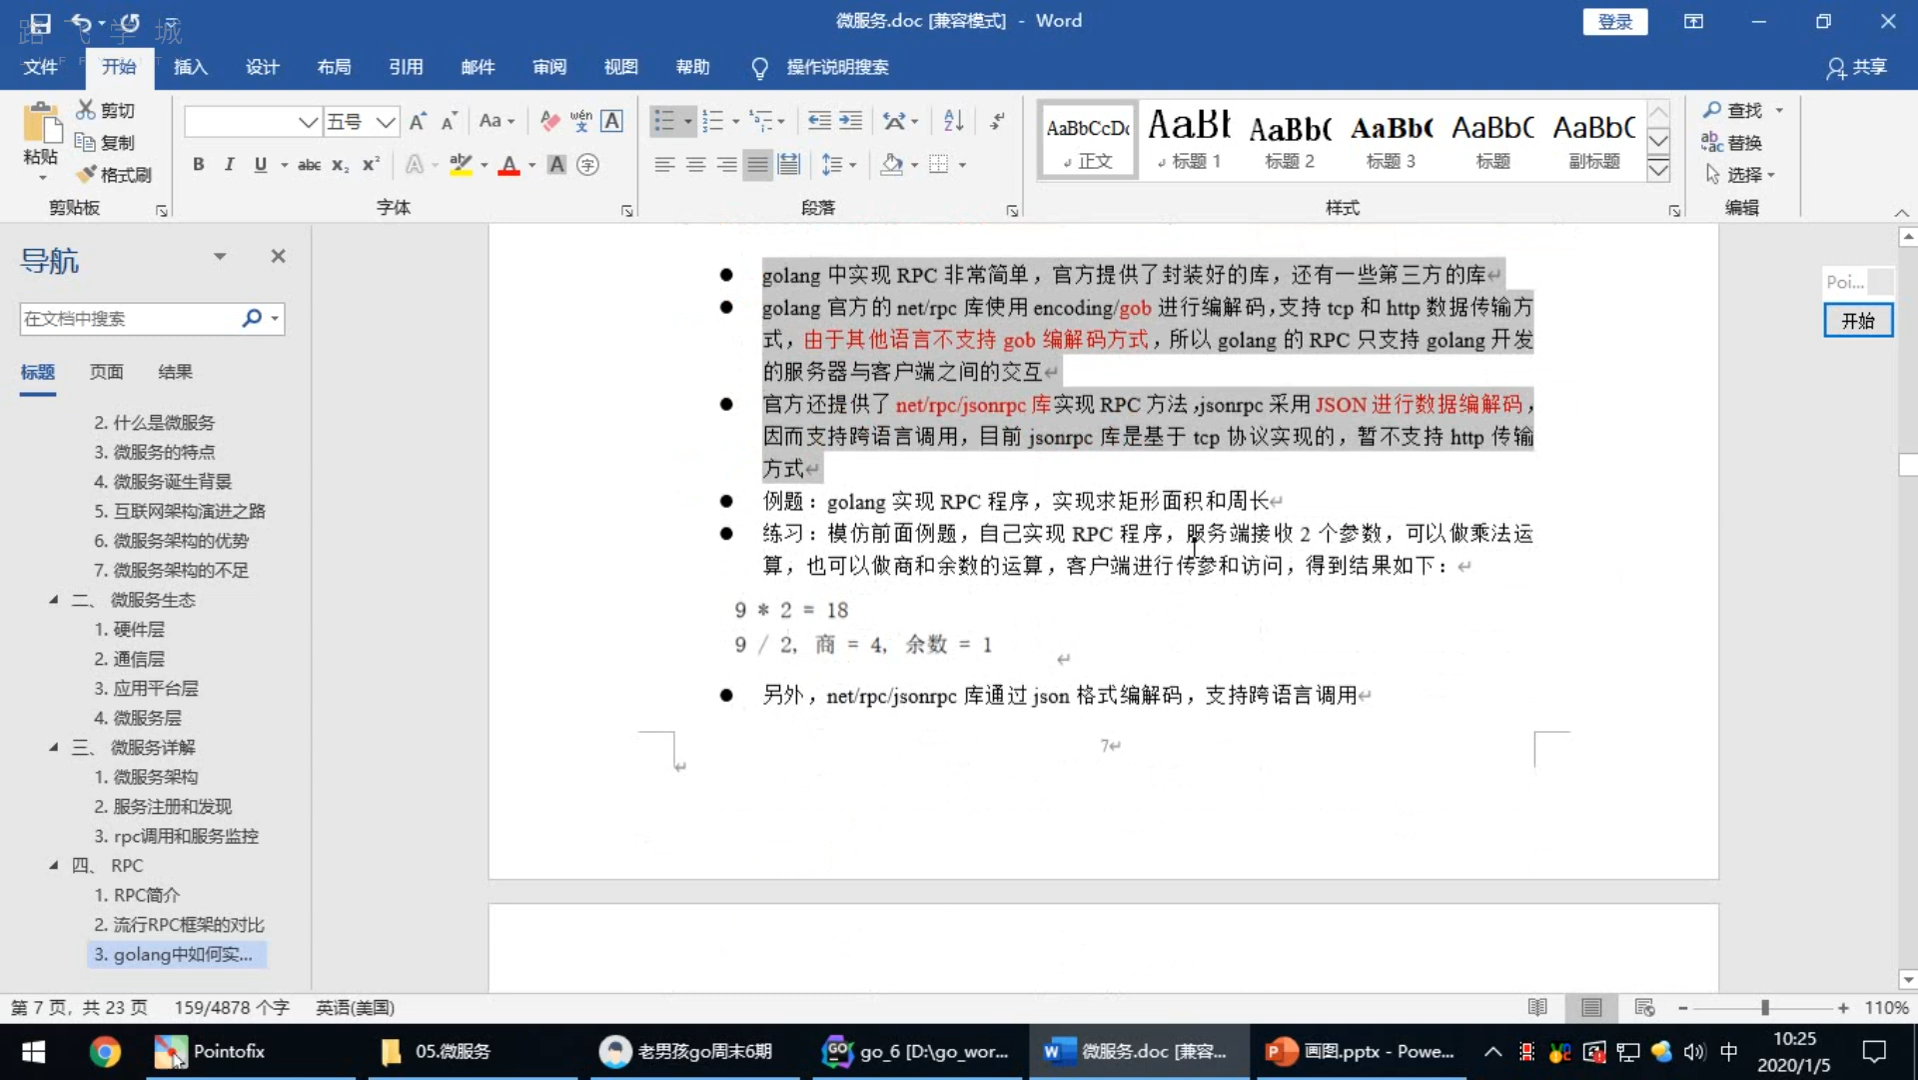 微服务.doc [兼容模式] - Word
登录
文件 开始 插入 设计 布局 引用 邮件 审阅 视图 帮助 操作说明搜索 共享
粘贴 剪切
复制
格式刷
剪贴板
五号
字体
段落
AaBbCcDc AaBb AaBb( AaBb( AaBbC AaBbC
正文 标题 1 标题 2 标题 3 标题 副标题
样式
查找
替换
选择
编辑
导航
在文档中搜索
标题 页面 结果
2. 什么是微服务
3. 微服务的特点
4. 微服务诞生背景
5. 互联网架构演进之路
6. 微服务架构的优势
7. 微服务架构的不足
二、 微服务生态
1. 硬件层
2. 通信层
3. 应用平台层
4. 微服务层
三、 微服务详解
1. 微服务架构
2. 服务注册和发现
3. rpc调用和服务监控
四、 RPC
1. RPC简介
2. 流行RPC框架的对比
3. golang中如何实...
● golang 中实现 RPC 非常简单，官方提供了封装好的库，还有一些第三方的库
● golang 官方的 net/rpc 库使用 encoding/gob 进行编解码，支持 tcp 和 http 数据传输方
式，由于其他语言不支持 gob 编解码方式，所以 golang 的 RPC 只支持 golang 开发
的服务器与客户端之间的交互
● 官方还提供了 net/rpc/jsonrpc 库实现 RPC 方法，jsonrpc 采用 JSON 进行数据编解码，
因而支持跨语言调用，目前 jsonrpc 库是基于 tcp 协议实现的，暂不支持 http 传输
方式
● 例题：golang 实现 RPC 程序，实现求矩形面积和周长
● 练习：模仿前面例题，自己实现 RPC 程序，服务端接收 2 个参数，可以做乘法运
算，也可以做商和余数的运算，客户端进行传参和访问，得到结果如下：
9 * 2 = 18
9 / 2, 商 = 4, 余数 = 1
● 另外，net/rpc/jsonrpc 库通过 json 格式编解码，支持跨语言调用
7
Poi...
开始
第 7 页，共 23 页 159/4878 个字 英语(美国)
110%
Pointofix
05.微服务
老男孩go周末6期
go_6 [D:\go_wor...
微服务.doc [兼容...
画图.pptx - Powe...
中
10:25
2020/1/5